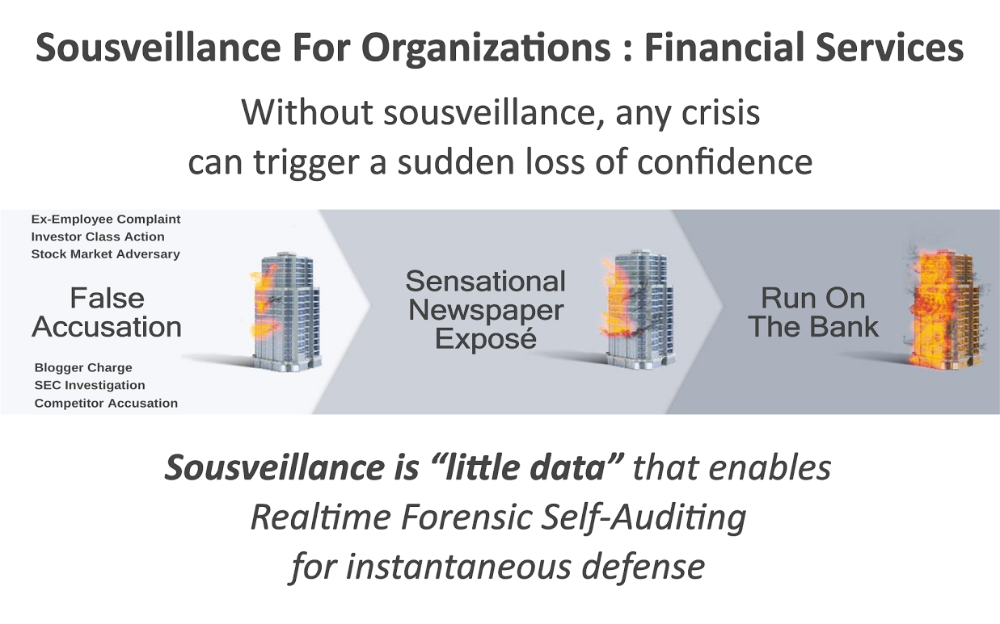 Sousveillance For Organizations : Financial Services
Without sousveillance, any crisis
can trigger a sudden loss of confidence
Ex-Employee Complaint
Investor Class Action
Stock Market Adversary
False
Accusation
Blogger Charge
SEC Investigation
Competitor Accusation
Sensational
Newspaper
Exposé
Run On
The Bank
Sousveillance is “little data” that enables
Realtime Forensic Self-Auditing
for instantaneous defense